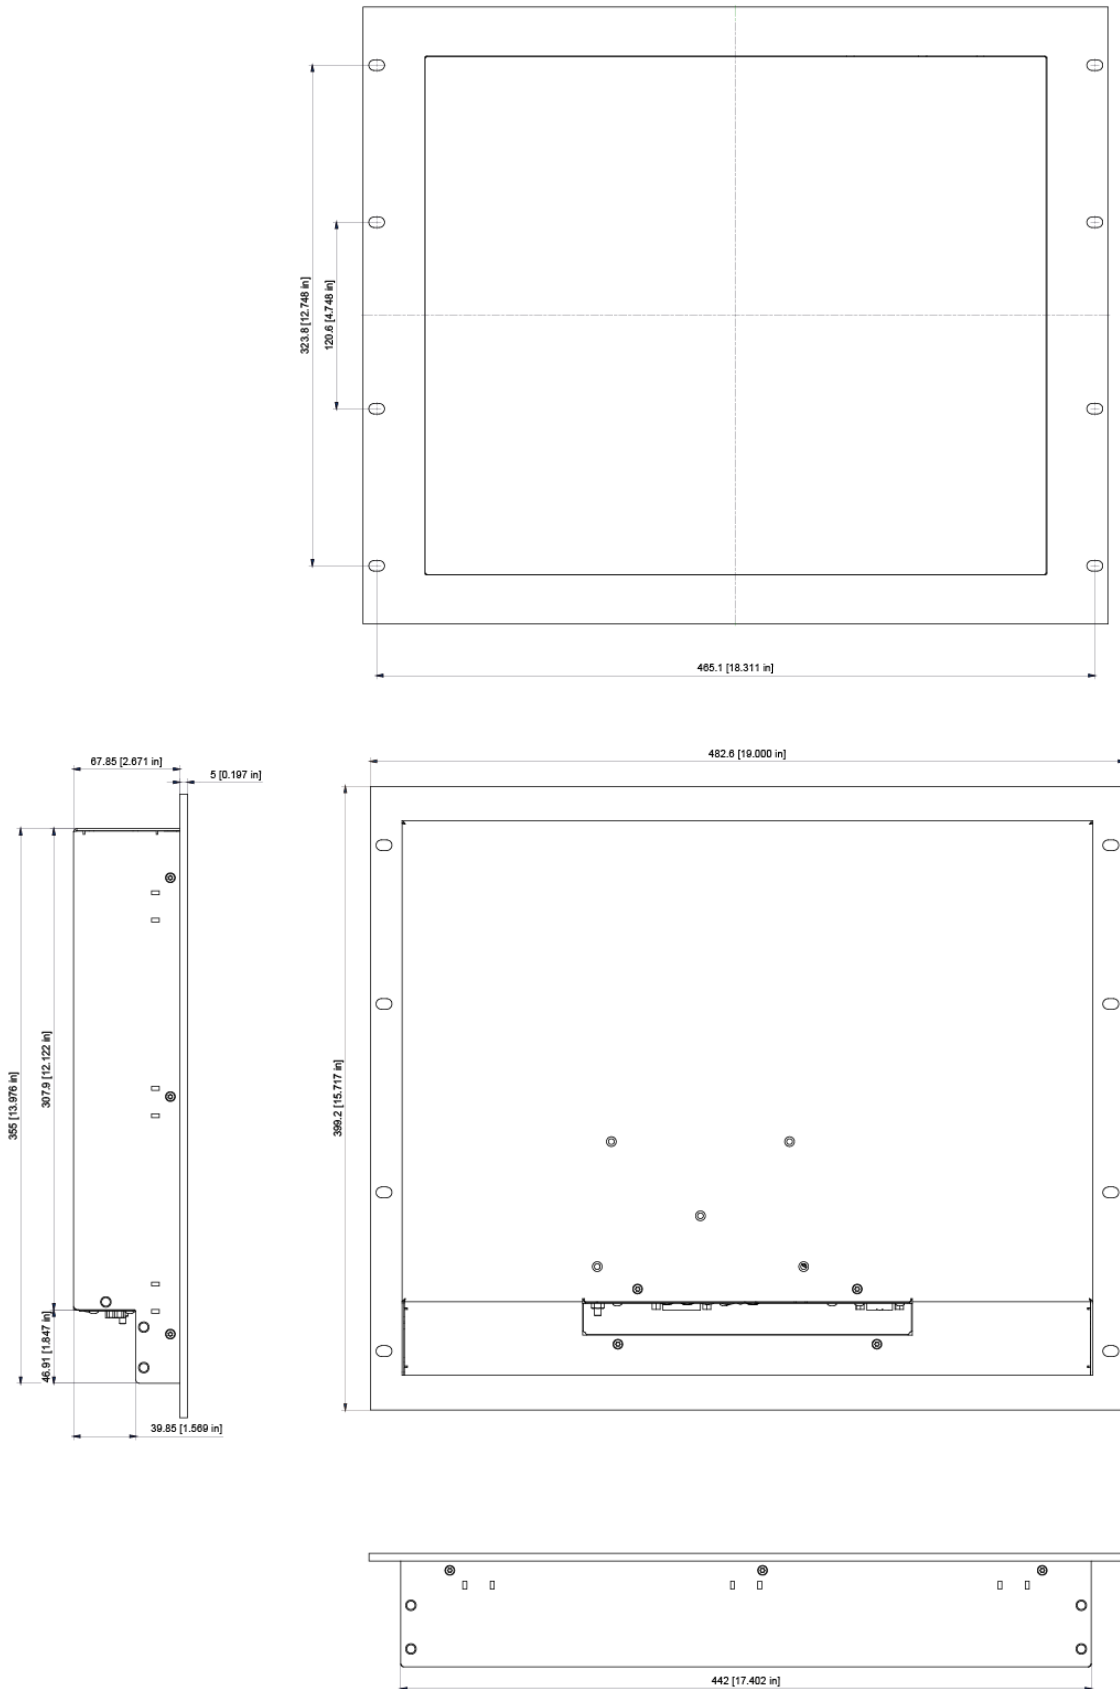 323.8 [12.748 in]
120.6 [4.748 in]
465.1 [18.311 in]
67.85 [2.671 in]
5 [0.197 in]
482.6 [19.000 in]
355 [13.976 in]
307.9 [12.122 in]
399.2 [15.717 in]
46.91 [1.847 in]
39.85 [1.569 in]
442 [17.402 in]